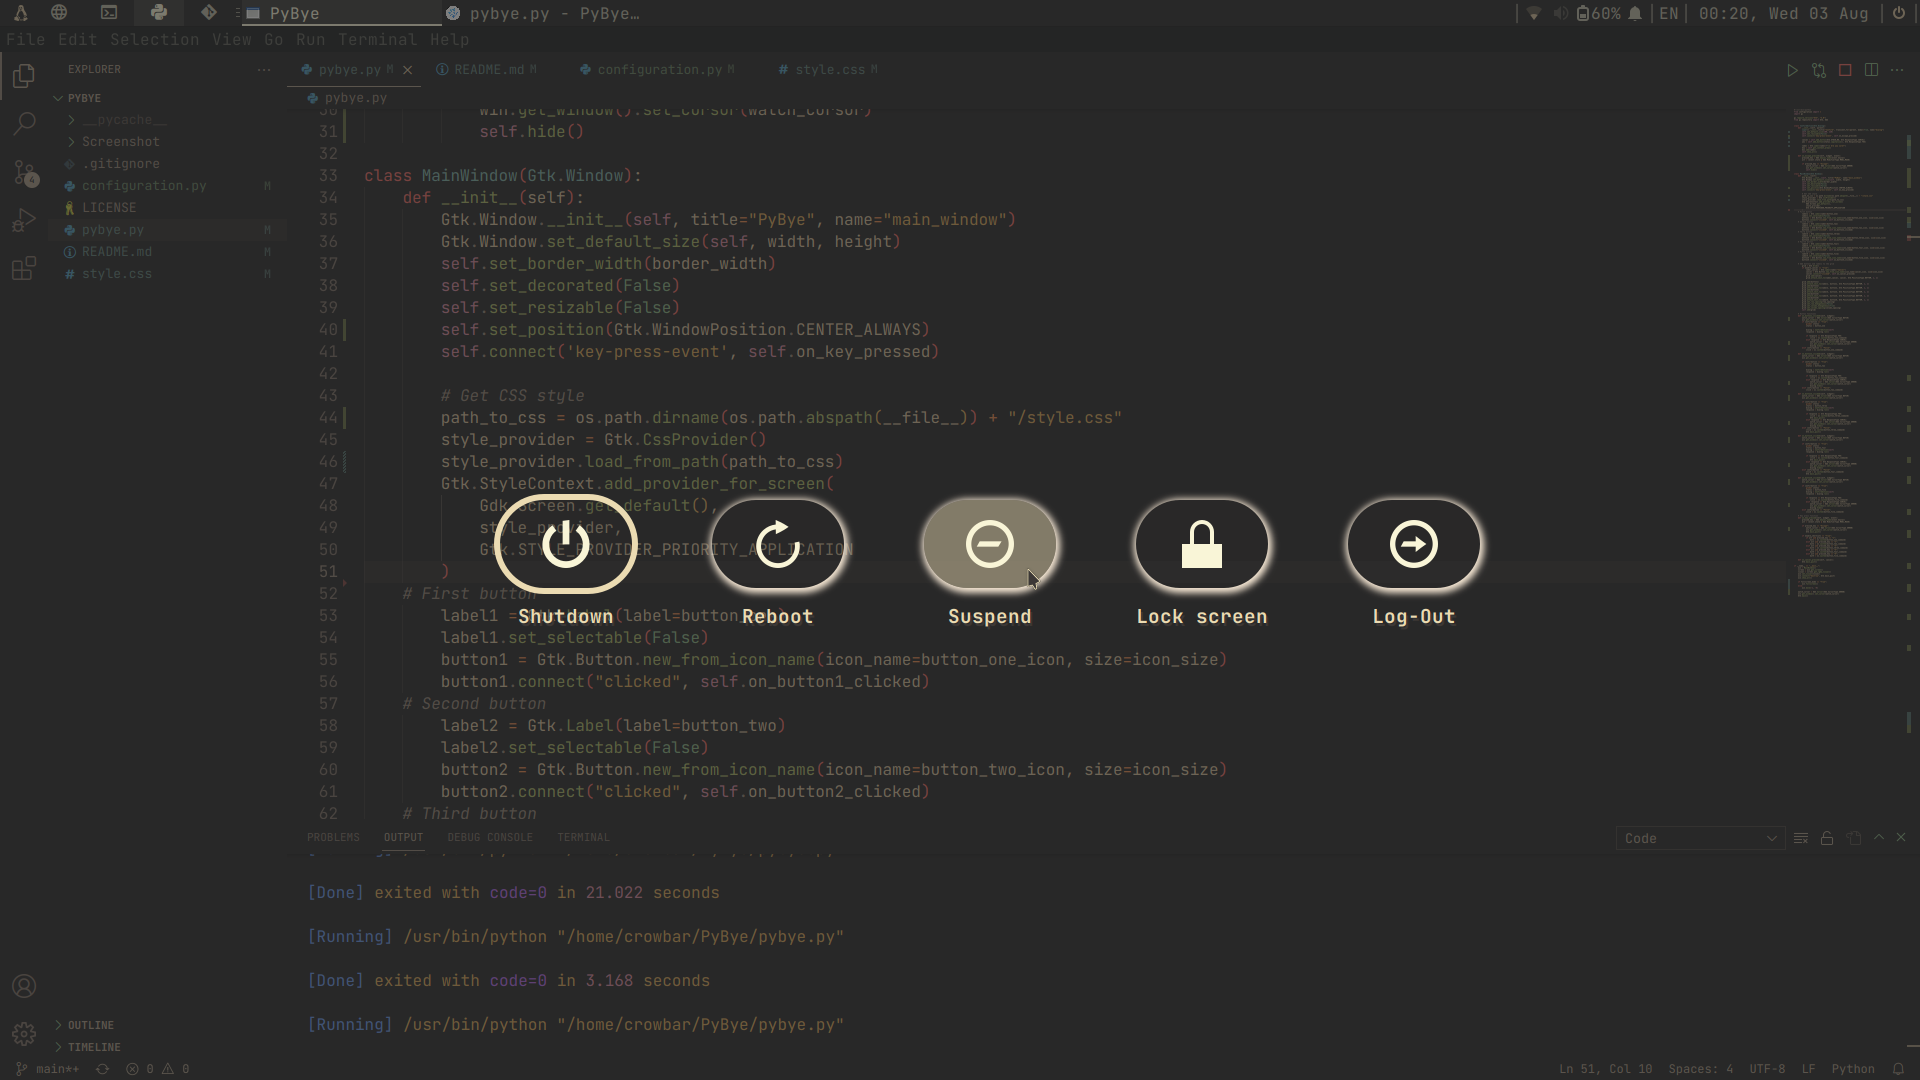 PyBye
pybye.py - PyBye…
60%
EN
00:20, Wed 03 Aug
File Edit Selection View Go Run Terminal Help
EXPLORER
pybye.py M
README.md M
configuration.py M
# style.css M
PYBYE
pybye.py
__pycache__
Screenshot
.gitignore
configuration.py M
LICENSE
pybye.py M
README.md M
# style.css M
4
30 win.get_window().set_cursor(watch_cursor)
31 self.hide()
32
33 class MainWindow(Gtk.Window):
34 def __init__(self):
35 Gtk.Window.__init__(self, title="PyBye", name="main_window")
36 Gtk.Window.set_default_size(self, width, height)
37 self.set_border_width(border_width)
38 self.set_decorated(False)
39 self.set_resizable(False)
40 self.set_position(Gtk.WindowPosition.CENTER_ALWAYS)
41 self.connect('key-press-event', self.on_key_pressed)
42
43 # Get CSS style
44 path_to_css = os.path.dirname(os.path.abspath(__file__)) + "/style.css"
45 style_provider = Gtk.CssProvider()
46 style_provider.load_from_path(path_to_css)
47 Gtk.StyleContext.add_provider_for_screen(
48 Gdk.Screen.get_default(),
49 style_provider,
50 Gtk.STYLE_PROVIDER_PRIORITY_APPLICATION
51 )
52 # First button
53 label1 = (label=button
54 label1.set_selectable(False)
55 button1 = Gtk.Button.new_from_icon_name(icon_name=button_one_icon, size=icon_size)
56 button1.connect("clicked", self.on_button1_clicked)
57 # Second button
58 label2 = Gtk.Label(label=button_two)
59 label2.set_selectable(False)
60 button2 = Gtk.Button.new_from_icon_name(icon_name=button_two_icon, size=icon_size)
61 button2.connect("clicked", self.on_button2_clicked)
62 # Third button
Shutdown
Reboot
Suspend
Lock screen
Log-Out
PROBLEMS OUTPUT DEBUG CONSOLE TERMINAL
Code
[Done] exited with code=0 in 21.022 seconds
[Running] /usr/bin/python "/home/crowbar/PyBye/pybye.py"
[Done] exited with code=0 in 3.168 seconds
[Running] /usr/bin/python "/home/crowbar/PyBye/pybye.py"
OUTLINE
TIMELINE
main*+ 0 0
Ln 51, Col 10 Spaces: 4 UTF-8 LF Python